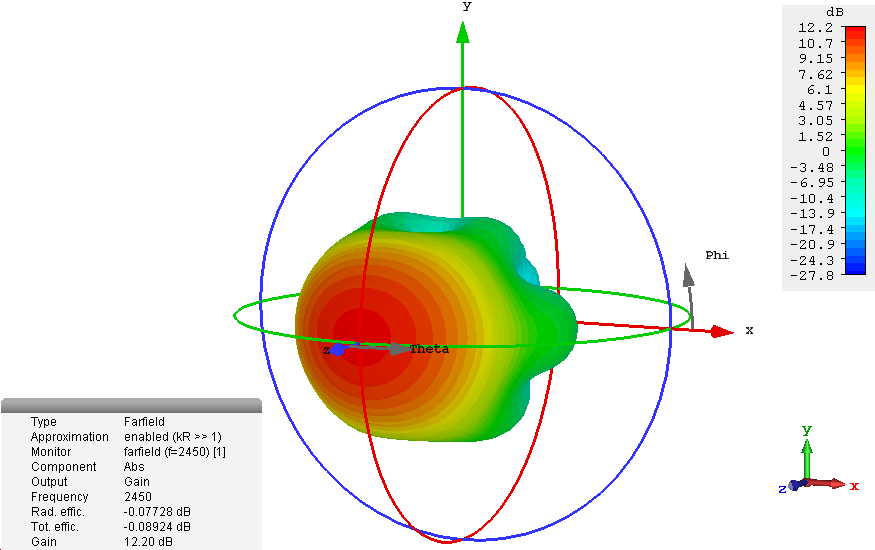 y
dB
12.2
10.7
9.15
7.62
6.1
4.57
3.05
1.52
0
-3.48
-6.95
-10.4
-13.9
-17.4
-20.9
-24.3
-27.8
Phi
x
z
Theta
Type Farfield
Approximation enabled (kR >> 1)
Monitor farfield (f=2450) [1]
Component Abs
Output Gain
Frequency 2450
Rad. effic. -0.07728 dB
Tot. effic. -0.08924 dB
Gain 12.20 dB
y
z
x